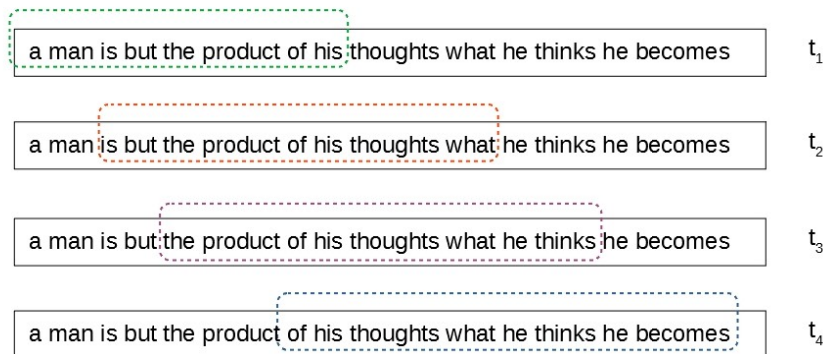 a man is but the product of his thoughts what he thinks he becomes t₁
a man is but the product of his thoughts what he thinks he becomes t₂
a man is but the product of his thoughts what he thinks he becomes t₃
a man is but the product of his thoughts what he thinks he becomes t₄